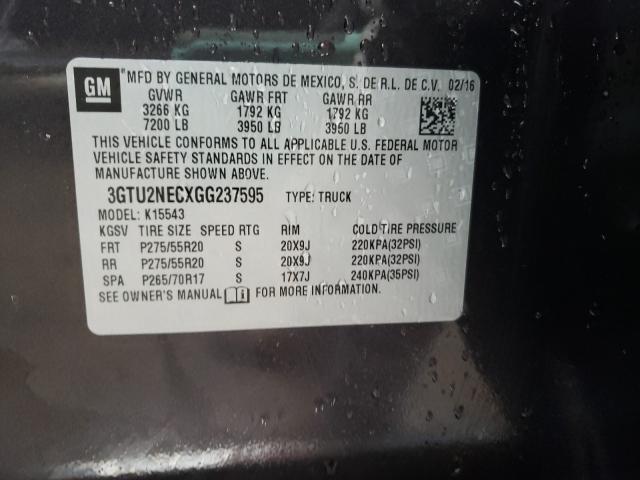 GM
MFD BY GENERAL MOTORS DE MEXICO, S. DE R.L. DE C.V. 02/16
GVWR GAWR FRT GAWR RR
3266 KG 1792 KG 1792 KG
7200 LB 3950 LB 3950 LB
THIS VEHICLE CONFORMS TO ALL APPLICABLE U.S. FEDERAL MOTOR
VEHICLE SAFETY STANDARDS IN EFFECT ON THE DATE OF
MANUFACTURE SHOWN ABOVE.
3GTU2NECXGG237595 TYPE: TRUCK
MODEL: K15543
KGSV TIRE SIZE SPEED RTG RIM COLD TIRE PRESSURE
FRT P275/55R20 S 20X9J 220KPA(32PSI)
RR P275/55R20 S 20X9J 220KPA(32PSI)
SPA P265/70R17 S 17X7J 240KPA(35PSI)
SEE OWNER'S MANUAL FOR MORE INFORMATION.